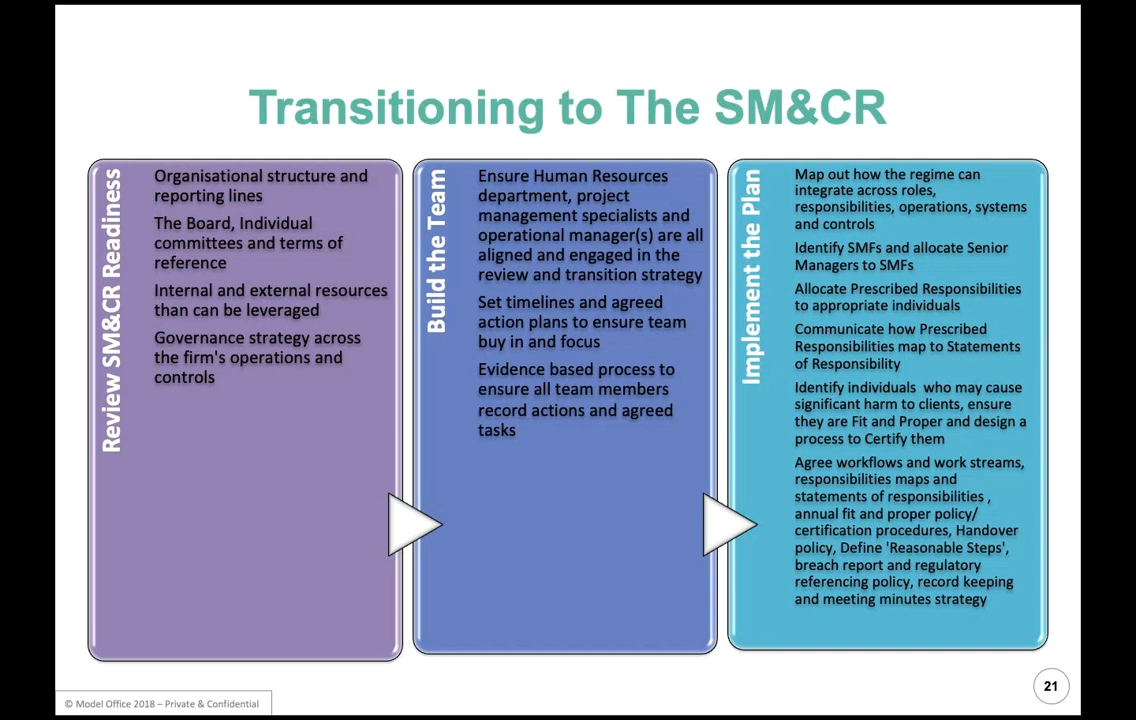 Transitioning to The SM&CR
Review SM&CR Readiness
Organisational structure and
reporting lines
The Board, Individual
committees and terms of
reference
Internal and external resources
than can be leveraged
Governance strategy across
the firm's operations and
controls
Build the Team
Ensure Human Resources
department, project
management specialists and
operational manager(s) are all
aligned and engaged in the
review and transition strategy
Set timelines and agreed
action plans to ensure team
buy in and focus
Evidence based process to
ensure all team members
record actions and agreed
tasks
Implement the Plan
Map out how the regime can
integrate across roles,
responsibilities, operations, systems
and controls
Identify SMFs and allocate Senior
Managers to SMFs
Allocate Prescribed Responsibilities
to appropriate individuals
Communicate how Prescribed
Responsibilities map to Statements
of Responsibility
Identify individuals who may cause
significant harm to clients, ensure
they are Fit and Proper and design a
process to Certify them
Agree workflows and work streams,
responsibilities maps and
statements of responsibilities ,
annual fit and proper policy/
certification procedures, Handover
policy, Define 'Reasonable Steps',
breach report and regulatory
referencing policy, record keeping
and meeting minutes strategy
© Model Office 2018 – Private & Confidential
21